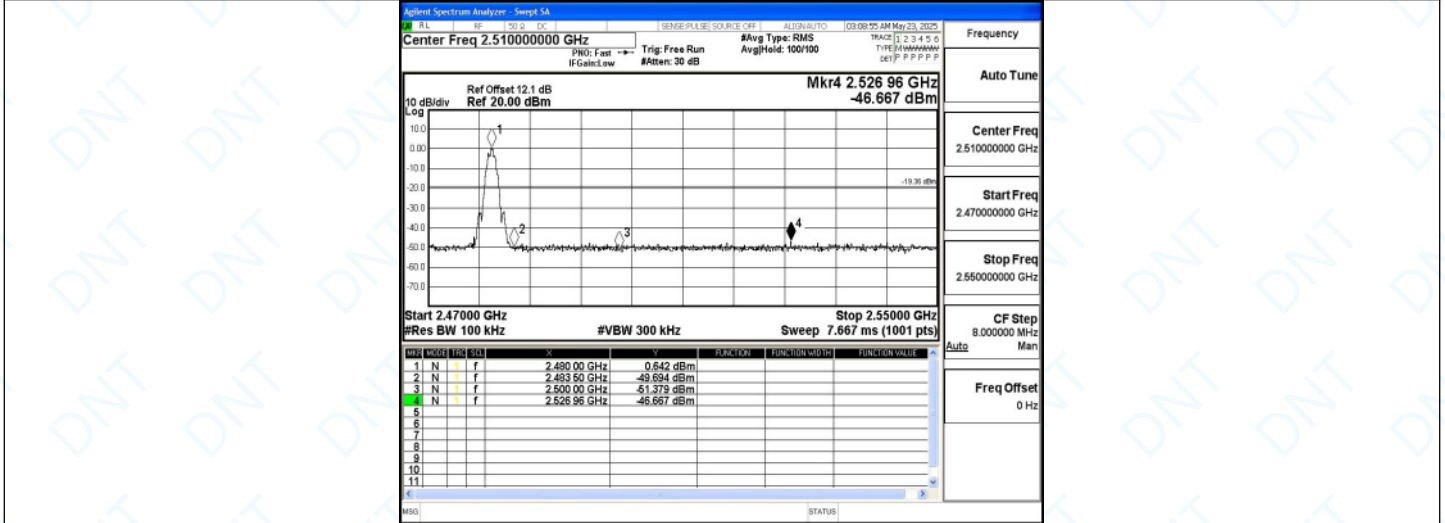 Agilent Spectrum Analyzer - Swept SA
RL RF 50 Ω DC SENSE:PULSE SOURCE OFF ALIGNAUTO 03:08:55 AM May 23, 2025
Center Freq 2.510000000 GHz
PNO: Fast
IFGain:Low
Trig: Free Run
#Atten: 30 dB
#Avg Type: RMS
Avg|Hold: 100/100
TRACE 1 2 3 4 5 6
TYPE M WWWWW
DET P P P P P P
Ref Offset 12.1 dB
10 dB/div Ref 20.00 dBm
Log
Mkr4 2.526 96 GHz
-46.667 dBm
10.0
0.00
-10.0
-20.0
-30.0
-40.0
-50.0
-60.0
-70.0
1
2
3
4
-19.36 dBm
Start 2.47000 GHz Stop 2.55000 GHz
#Res BW 100 kHz #VBW 300 kHz Sweep 7.667 ms (1001 pts)
MKR MODE TRC SCL X Y FUNCTION FUNCTION WIDTH FUNCTION VALUE
1 N 1 f 2.480 00 GHz 0.642 dBm
2 N 1 f 2.483 50 GHz -49.694 dBm
3 N 1 f 2.500 00 GHz -51.379 dBm
4 N 1 f 2.526 96 GHz -46.667 dBm
5
6
7
8
9
10
11
MSG STATUS
Frequency
Auto Tune
Center Freq
2.510000000 GHz
Start Freq
2.470000000 GHz
Stop Freq
2.550000000 GHz
CF Step
8.000000 MHz
Auto Man
Freq Offset
0 Hz
DNT